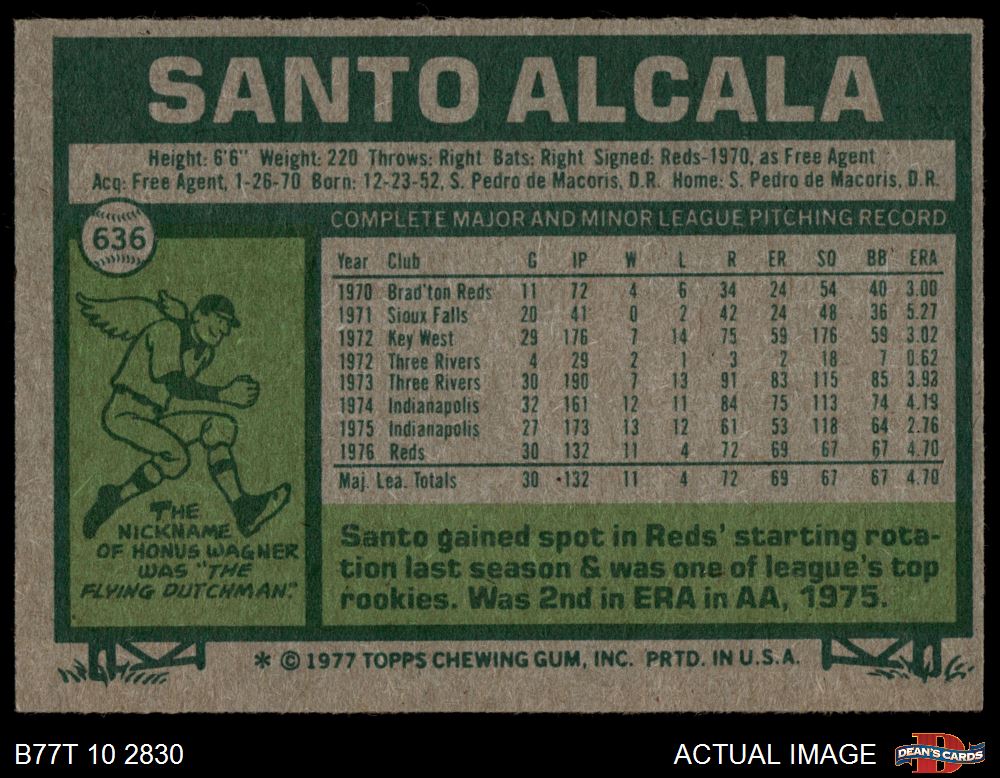 SANTO ALCALA
Height: 6'6" Weight: 220 Throws: Right Bats: Right Signed: Reds-1970, as Free Agent
Acq: Free Agent, 1-26-70 Born: 12-23-52, S. Pedro de Macoris, D.R. Home: S. Pedro de Macoris, D.R.
636
COMPLETE MAJOR AND MINOR LEAGUE PITCHING RECORD
Year Club G IP W L R ER SO BB ERA
1970 Brad'ton Reds 11 72 4 6 34 24 54 40 3.00
1971 Sioux Falls 20 41 0 2 42 24 48 36 5.27
1972 Key West 29 176 7 14 75 59 176 59 3.02
1972 Three Rivers 4 29 2 1 3 2 18 7 0.62
1973 Three Rivers 30 190 7 13 91 83 115 85 3.93
1974 Indianapolis 32 161 12 11 84 75 113 74 4.19
1975 Indianapolis 27 173 13 12 61 53 118 64 2.76
1976 Reds 30 132 11 4 72 69 67 67 4.70
Maj. Lea. Totals 30 132 11 4 72 69 67 67 4.70
THE
NICKNAME
OF HONUS WAGNER
WAS "THE
FLYING DUTCHMAN."
Santo gained spot in Reds' starting rota-
tion last season & was one of league's top
rookies. Was 2nd in ERA in AA, 1975.
* © 1977 TOPPS CHEWING GUM, INC. PRTD. IN U.S.A.
B77T 10 2830
ACTUAL IMAGE
DEAN'S CARDS